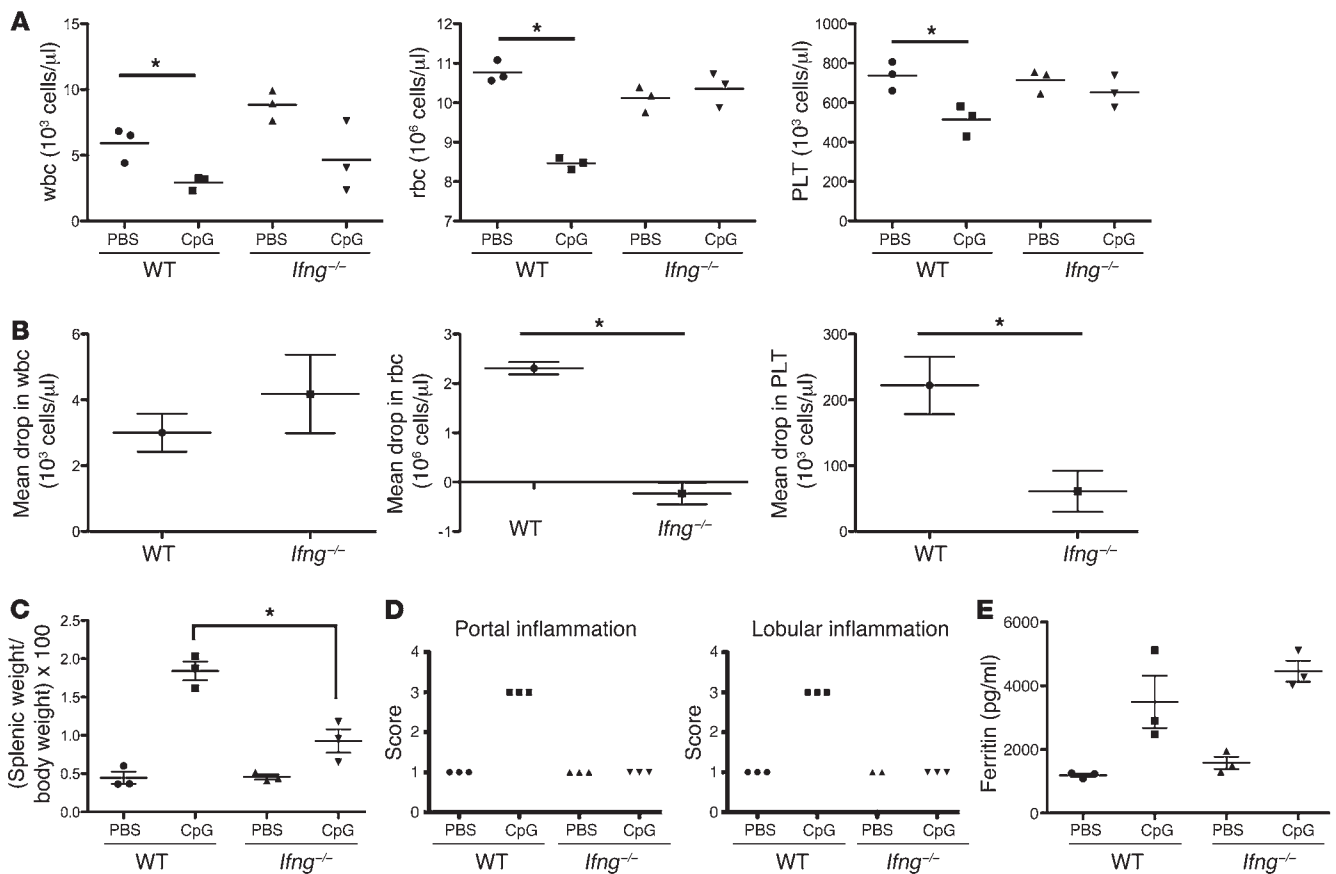 A
wbc (10³ cells/µl)
15
10
5
0
*
PBS CpG PBS CpG
WT Ifng⁻/⁻
rbc (10⁶ cells/µl)
12
11
10
9
8
7
*
PBS CpG PBS CpG
WT Ifng⁻/⁻
PLT (10³ cells/µl)
1000
800
600
400
200
0
*
PBS CpG PBS CpG
WT Ifng⁻/⁻
B
Mean drop in wbc
(10³ cells/µl)
6
4
2
0
WT Ifng⁻/⁻
Mean drop in rbc
(10⁶ cells/µl)
3
2
1
0
-1
*
WT Ifng⁻/⁻
Mean drop in PLT
(10³ cells/µl)
300
200
100
0
*
WT Ifng⁻/⁻
C
(Splenic weight/
body weight) x 100
2.5
2.0
1.5
1.0
0.5
0.0
*
PBS CpG PBS CpG
WT Ifng⁻/⁻
D
Portal inflammation
Score
4
3
2
1
0
PBS CpG PBS CpG
WT Ifng⁻/⁻
Lobular inflammation
Score
4
3
2
1
0
PBS CpG PBS CpG
WT Ifng⁻/⁻
E
Ferritin (pg/ml)
6000
4000
2000
0
PBS CpG PBS CpG
WT Ifng⁻/⁻